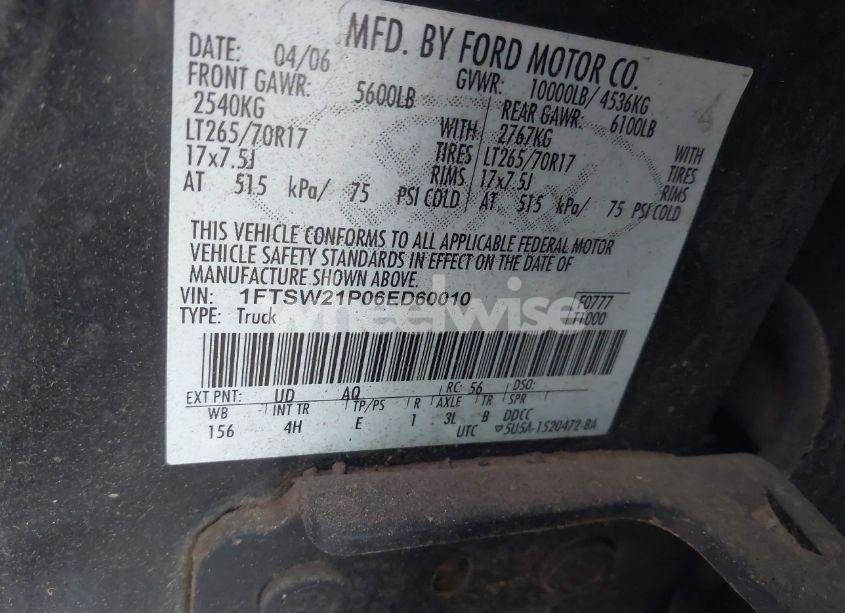 MFD. BY FORD MOTOR CO.
DATE: 04/06 GVWR: 10000LB/ 4536KG
FRONT GAWR: 5600LB REAR GAWR: 6100LB
2540KG WITH 2767KG WITH
LT265/70R17 TIRES LT265/70R17 TIRES
17x7.5J RIMS 17x7.5J RIMS
AT 515 kPa/ 75 PSI COLD AT 515 kPa/ 75 PSI COLD
THIS VEHICLE CONFORMS TO ALL APPLICABLE FEDERAL MOTOR
VEHICLE SAFETY STANDARDS IN EFFECT ON THE DATE OF
MANUFACTURE SHOWN ABOVE.
VIN: 1FTSW21P06ED60010 F0777
TYPE: Truck T1000
wheelwise
EXT PNT: UD AQ RC: 56 DSO:
WB INT TR TP/PS R AXLE TR SPR
156 4H E 1 3L B DDCC
UTC 5U5A-1520472-BA